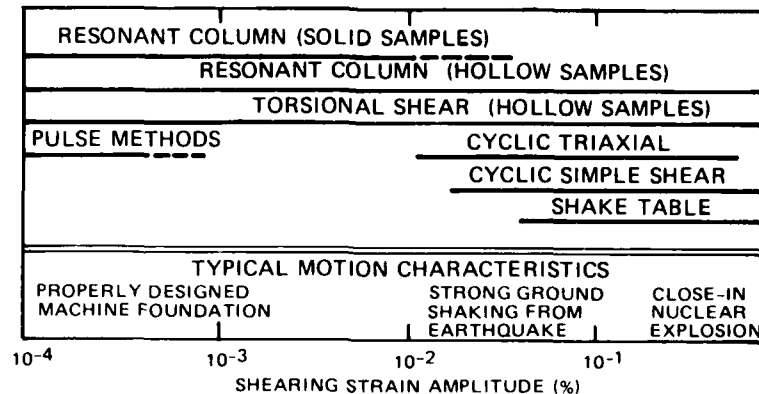 RESONANT COLUMN (SOLID SAMPLES)
RESONANT COLUMN (HOLLOW SAMPLES)
TORSIONAL SHEAR (HOLLOW SAMPLES)
PULSE METHODS
CYCLIC TRIAXIAL
CYCLIC SIMPLE SHEAR
SHAKE TABLE
TYPICAL MOTION CHARACTERISTICS
PROPERLY DESIGNED
MACHINE FOUNDATION
STRONG GROUND
SHAKING FROM
EARTHQUAKE
CLOSE-IN
NUCLEAR
EXPLOSION
10⁻⁴ 10⁻³ 10⁻² 10⁻¹
SHEARING STRAIN AMPLITUDE (%)